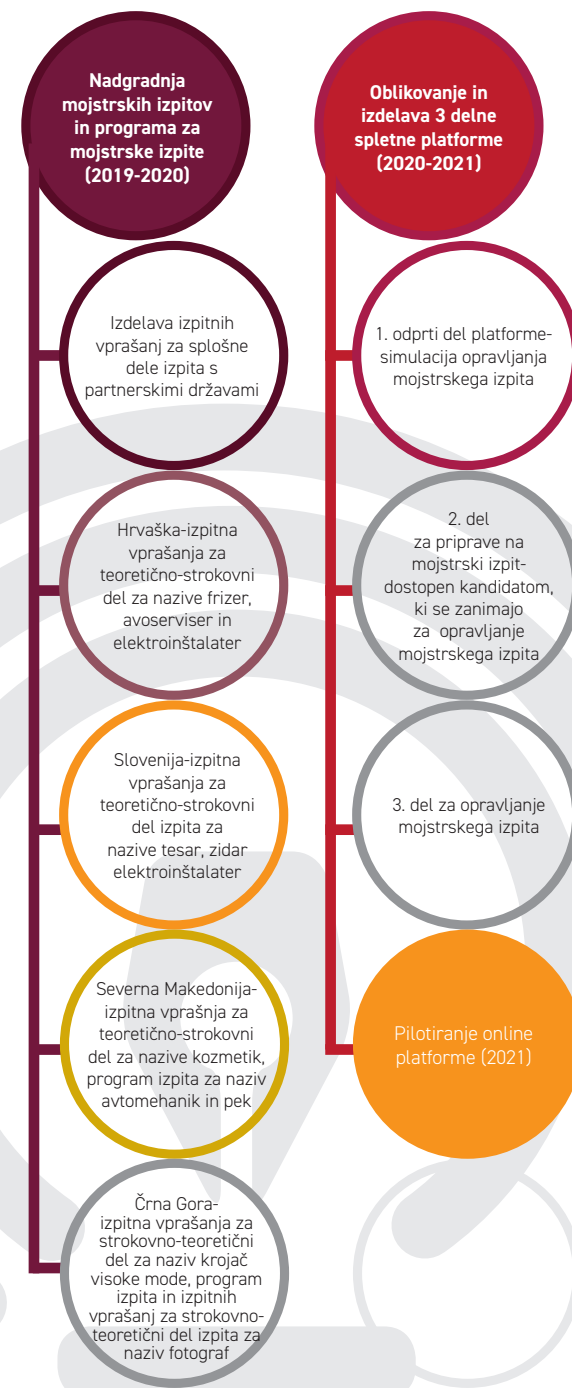 Nadgradnja
mojstrskih izpitov
in programa za
mojstrske izpite
(2019-2020)
Izdelava izpitnih
vprašanj za splošne
dele izpita s
partnerskimi državami
Hrvaška-izpitna
vprašanja za
teoretično-strokovni
del za nazive frizer,
avoserviser in
elektroinštalater
Slovenija-izpitna
vprašanja za
teoretično-strokovni
del izpita za
nazive tesar, zidar
elektroinštalater
Severna Makedonija-
izpitna vprašnja za
teoretično-strokovni
del za nazive kozmetik,
program izpita za naziv
avtomehanik in pek
Črna Gora-
izpitna vprašanja za
strokovno-teoretični
del za naziv krojač
visoke mode, program
izpita in izpitnih
vprašanj za strokovno-
teoretični del izpita za
naziv fotograf
Oblikovanje in
izdelava 3 delne
spletne platforme
(2020-2021)
1. odprti del platforme-
simulacija opravljanja
mojstrskega izpita
2. del
za priprave na
mojstrski izpit-
dostopen kandidatom,
ki se zanimajo
za opravljanje
mojstrskega izpita
3. del za opravljanje
mojstrskega izpita
Pilotiranje online
platforme (2021)